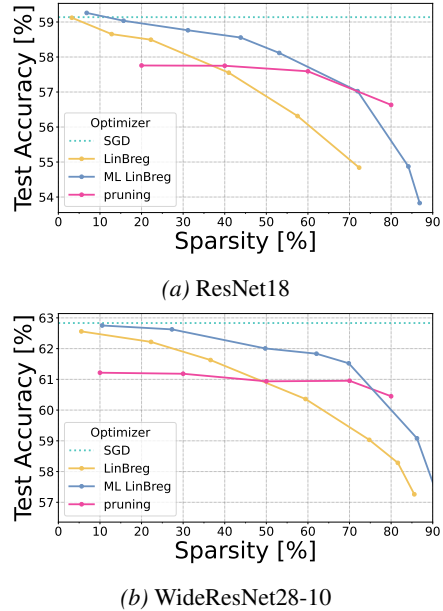 Test Accuracy [%]
59
58
57
56
55
54
Optimizer
SGD
LinBreg
ML LinBreg
pruning
0 10 20 30 40 50 60 70 80 90
Sparsity [%]
(a) ResNet18
Test Accuracy [%]
63
62
61
60
59
58
57
Optimizer
SGD
LinBreg
ML LinBreg
pruning
0 10 20 30 40 50 60 70 80 90
Sparsity [%]
(b) WideResNet28-10